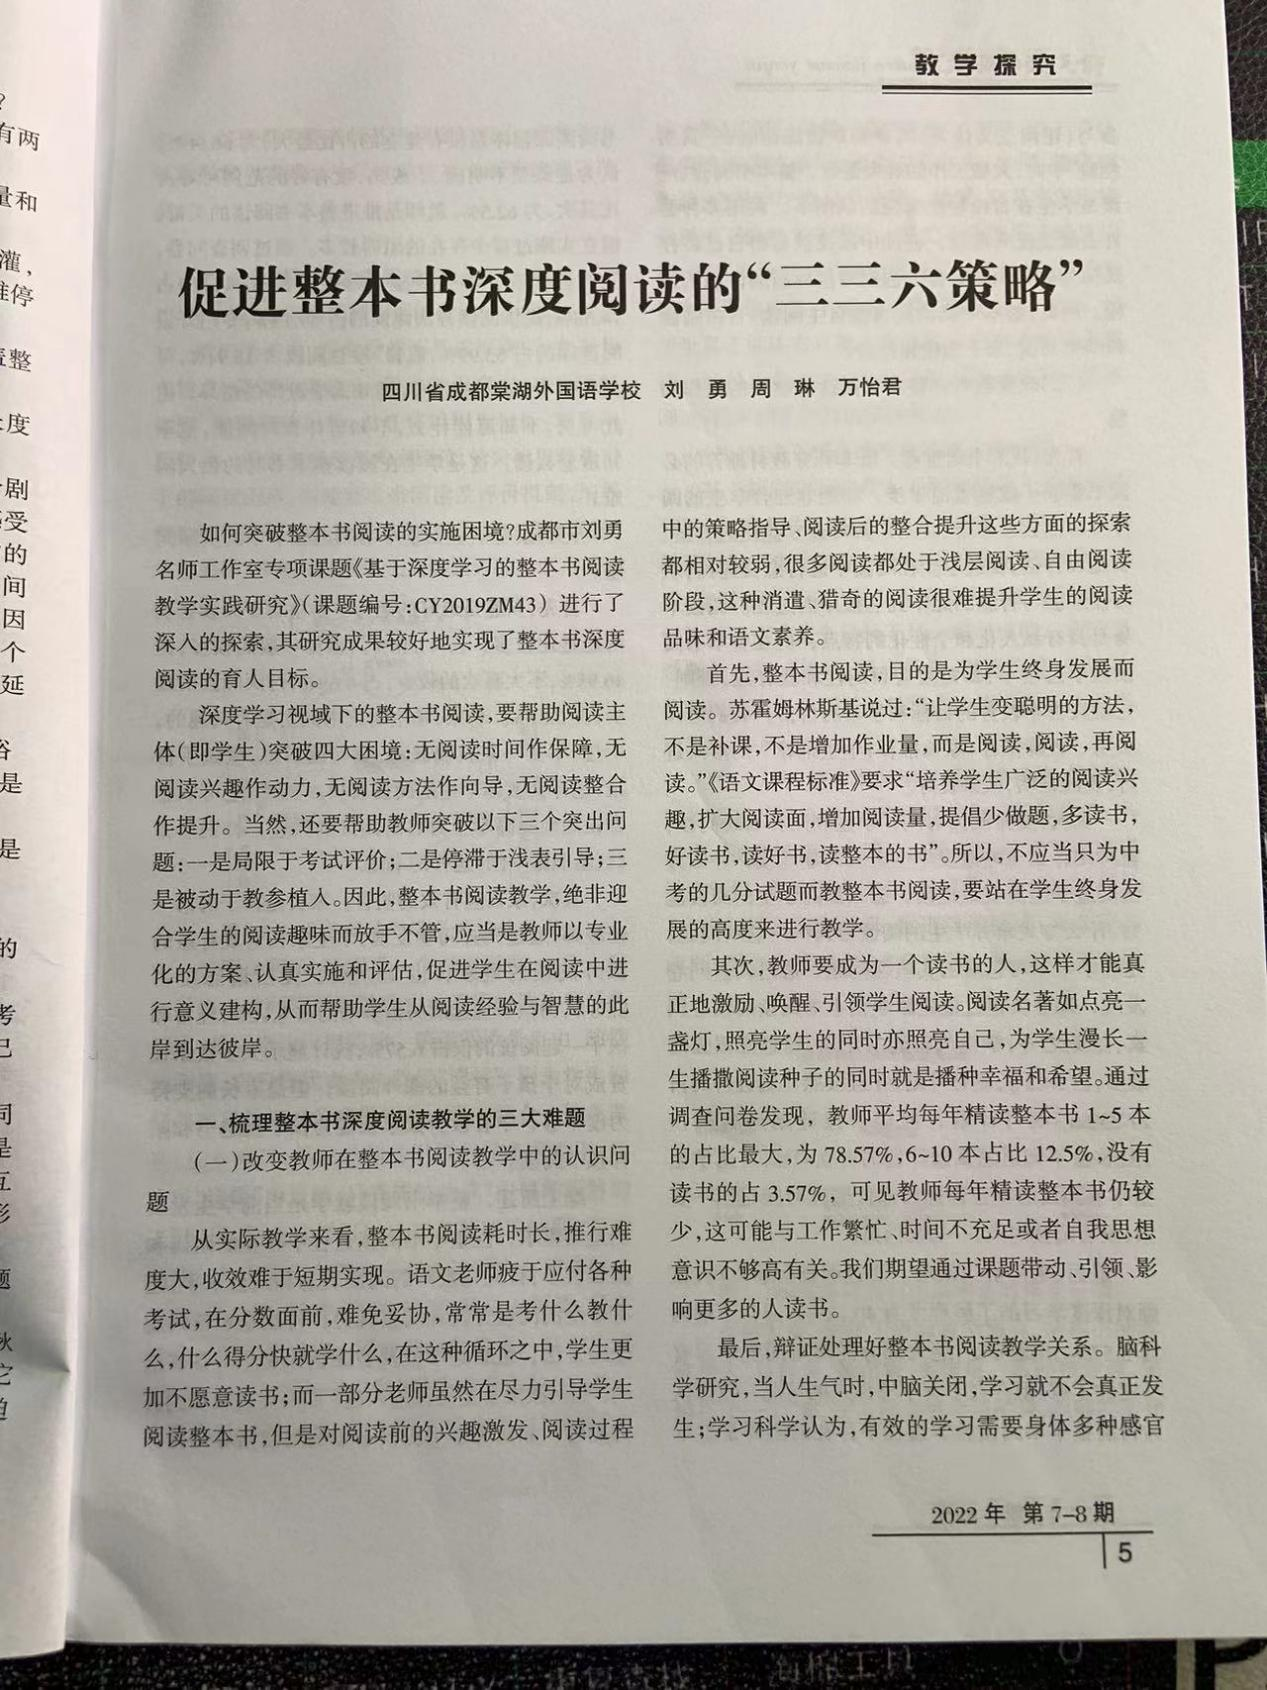 教学探究
促进整本书深度阅读的“三三六策略”
四川省成都棠湖外国语学校 刘 勇 周 琳 万怡君
如何突破整本书阅读的实施困境?成都市刘勇
名师工作室专项课题《基于深度学习的整本书阅读
教学实践研究》(课题编号:CY2019ZM43) 进行了
深入的探索,其研究成果较好地实现了整本书深度
阅读的育人目标。
深度学习视域下的整本书阅读,要帮助阅读主
体(即学生)突破四大困境:无阅读时间作保障,无
阅读兴趣作动力,无阅读方法作向导,无阅读整合
作提升。当然,还要帮助教师突破以下三个突出问
题:一是局限于考试评价;二是停滞于浅表引导;三
是被动于教参植入。因此,整本书阅读教学,绝非迎
合学生的阅读趣味而放手不管,应当是教师以专业
化的方案、认真实施和评估,促进学生在阅读中进
行意义建构,从而帮助学生从阅读经验与智慧的此
岸到达彼岸。
一、梳理整本书深度阅读教学的三大难题
(一)改变教师在整本书阅读教学中的认识问
题
从实际教学来看,整本书阅读耗时长,推行难
度大,收效难于短期实现。语文老师疲于应付各种
考试,在分数面前,难免妥协,常常是考什么教什
么,什么得分快就学什么,在这种循环之中,学生更
加不愿意读书;而一部分老师虽然在尽力引导学生
阅读整本书,但是对阅读前的兴趣激发、阅读过程
中的策略指导、阅读后的整合提升这些方面的探索
都相对较弱,很多阅读都处于浅层阅读、自由阅读
阶段,这种消遣、猎奇的阅读很难提升学生的阅读
品味和语文素养。
首先,整本书阅读,目的是为学生终身发展而
阅读。苏霍姆林斯基说过:“让学生变聪明的方法,
不是补课,不是增加作业量,而是阅读,阅读,再阅
读。”《语文课程标准》要求“培养学生广泛的阅读兴
趣,扩大阅读面,增加阅读量,提倡少做题,多读书,
好读书,读好书,读整本的书”。所以,不应当只为中
考的几分试题而教整本书阅读,要站在学生终身发
展的高度来进行教学。
其次,教师要成为一个读书的人,这样才能真
正地激励、唤醒、引领学生阅读。阅读名著如点亮一
盏灯,照亮学生的同时亦照亮自己,为学生漫长一
生播撒阅读种子的同时就是播种幸福和希望。通过
调查问卷发现,教师平均每年精读整本书 1~5 本
的占比最大,为 78.57%,6~10 本占比 12.5%,没有
读书的占 3.57%,可见教师每年精读整本书仍较
少,这可能与工作繁忙、时间不充足或者自我思想
意识不够高有关。我们期望通过课题带动、引领、影
响更多的人读书。
最后,辩证处理好整本书阅读教学关系。脑科
学研究,当人生气时,中脑关闭,学习就不会真正发
生;学习科学认为,有效的学习需要身体多种感官
2022 年 第 7-8 期
5